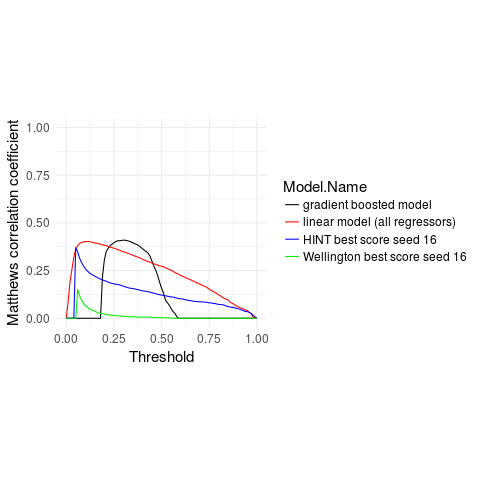 Matthews correlation coefficient
1.00
0.75
0.50
0.25
0.00
0.00 0.25 0.50 0.75 1.00
Threshold
Model.Name
gradient boosted model
linear model (all regressors)
HINT best score seed 16
Wellington best score seed 16